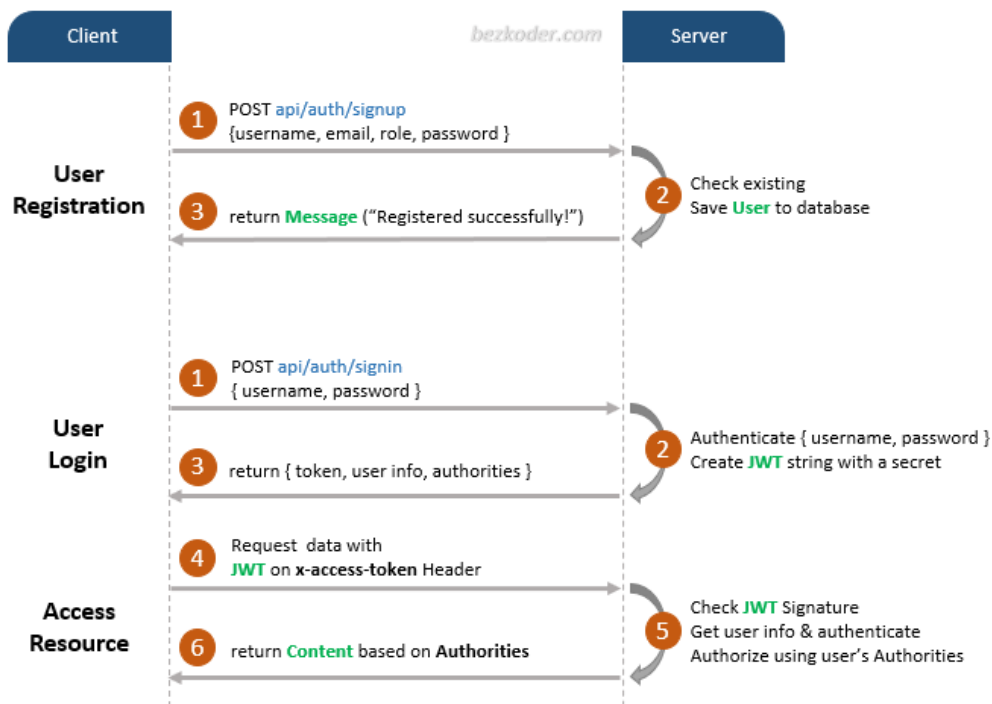 Client
bezkoder.com
Server
User
Registration
1
POST api/auth/signup
{username, email, role, password }
2
Check existing
Save User to database
3
return Message (“Registered successfully!”)
User
Login
1
POST api/auth/signin
{ username, password }
2
Authenticate { username, password }
Create JWT string with a secret
3
return { token, user info, authorities }
Access
Resource
4
Request  data with
JWT on x-access-token Header
5
Check JWT Signature
Get user info & authenticate
Authorize using user’s Authorities
6
return Content based on Authorities